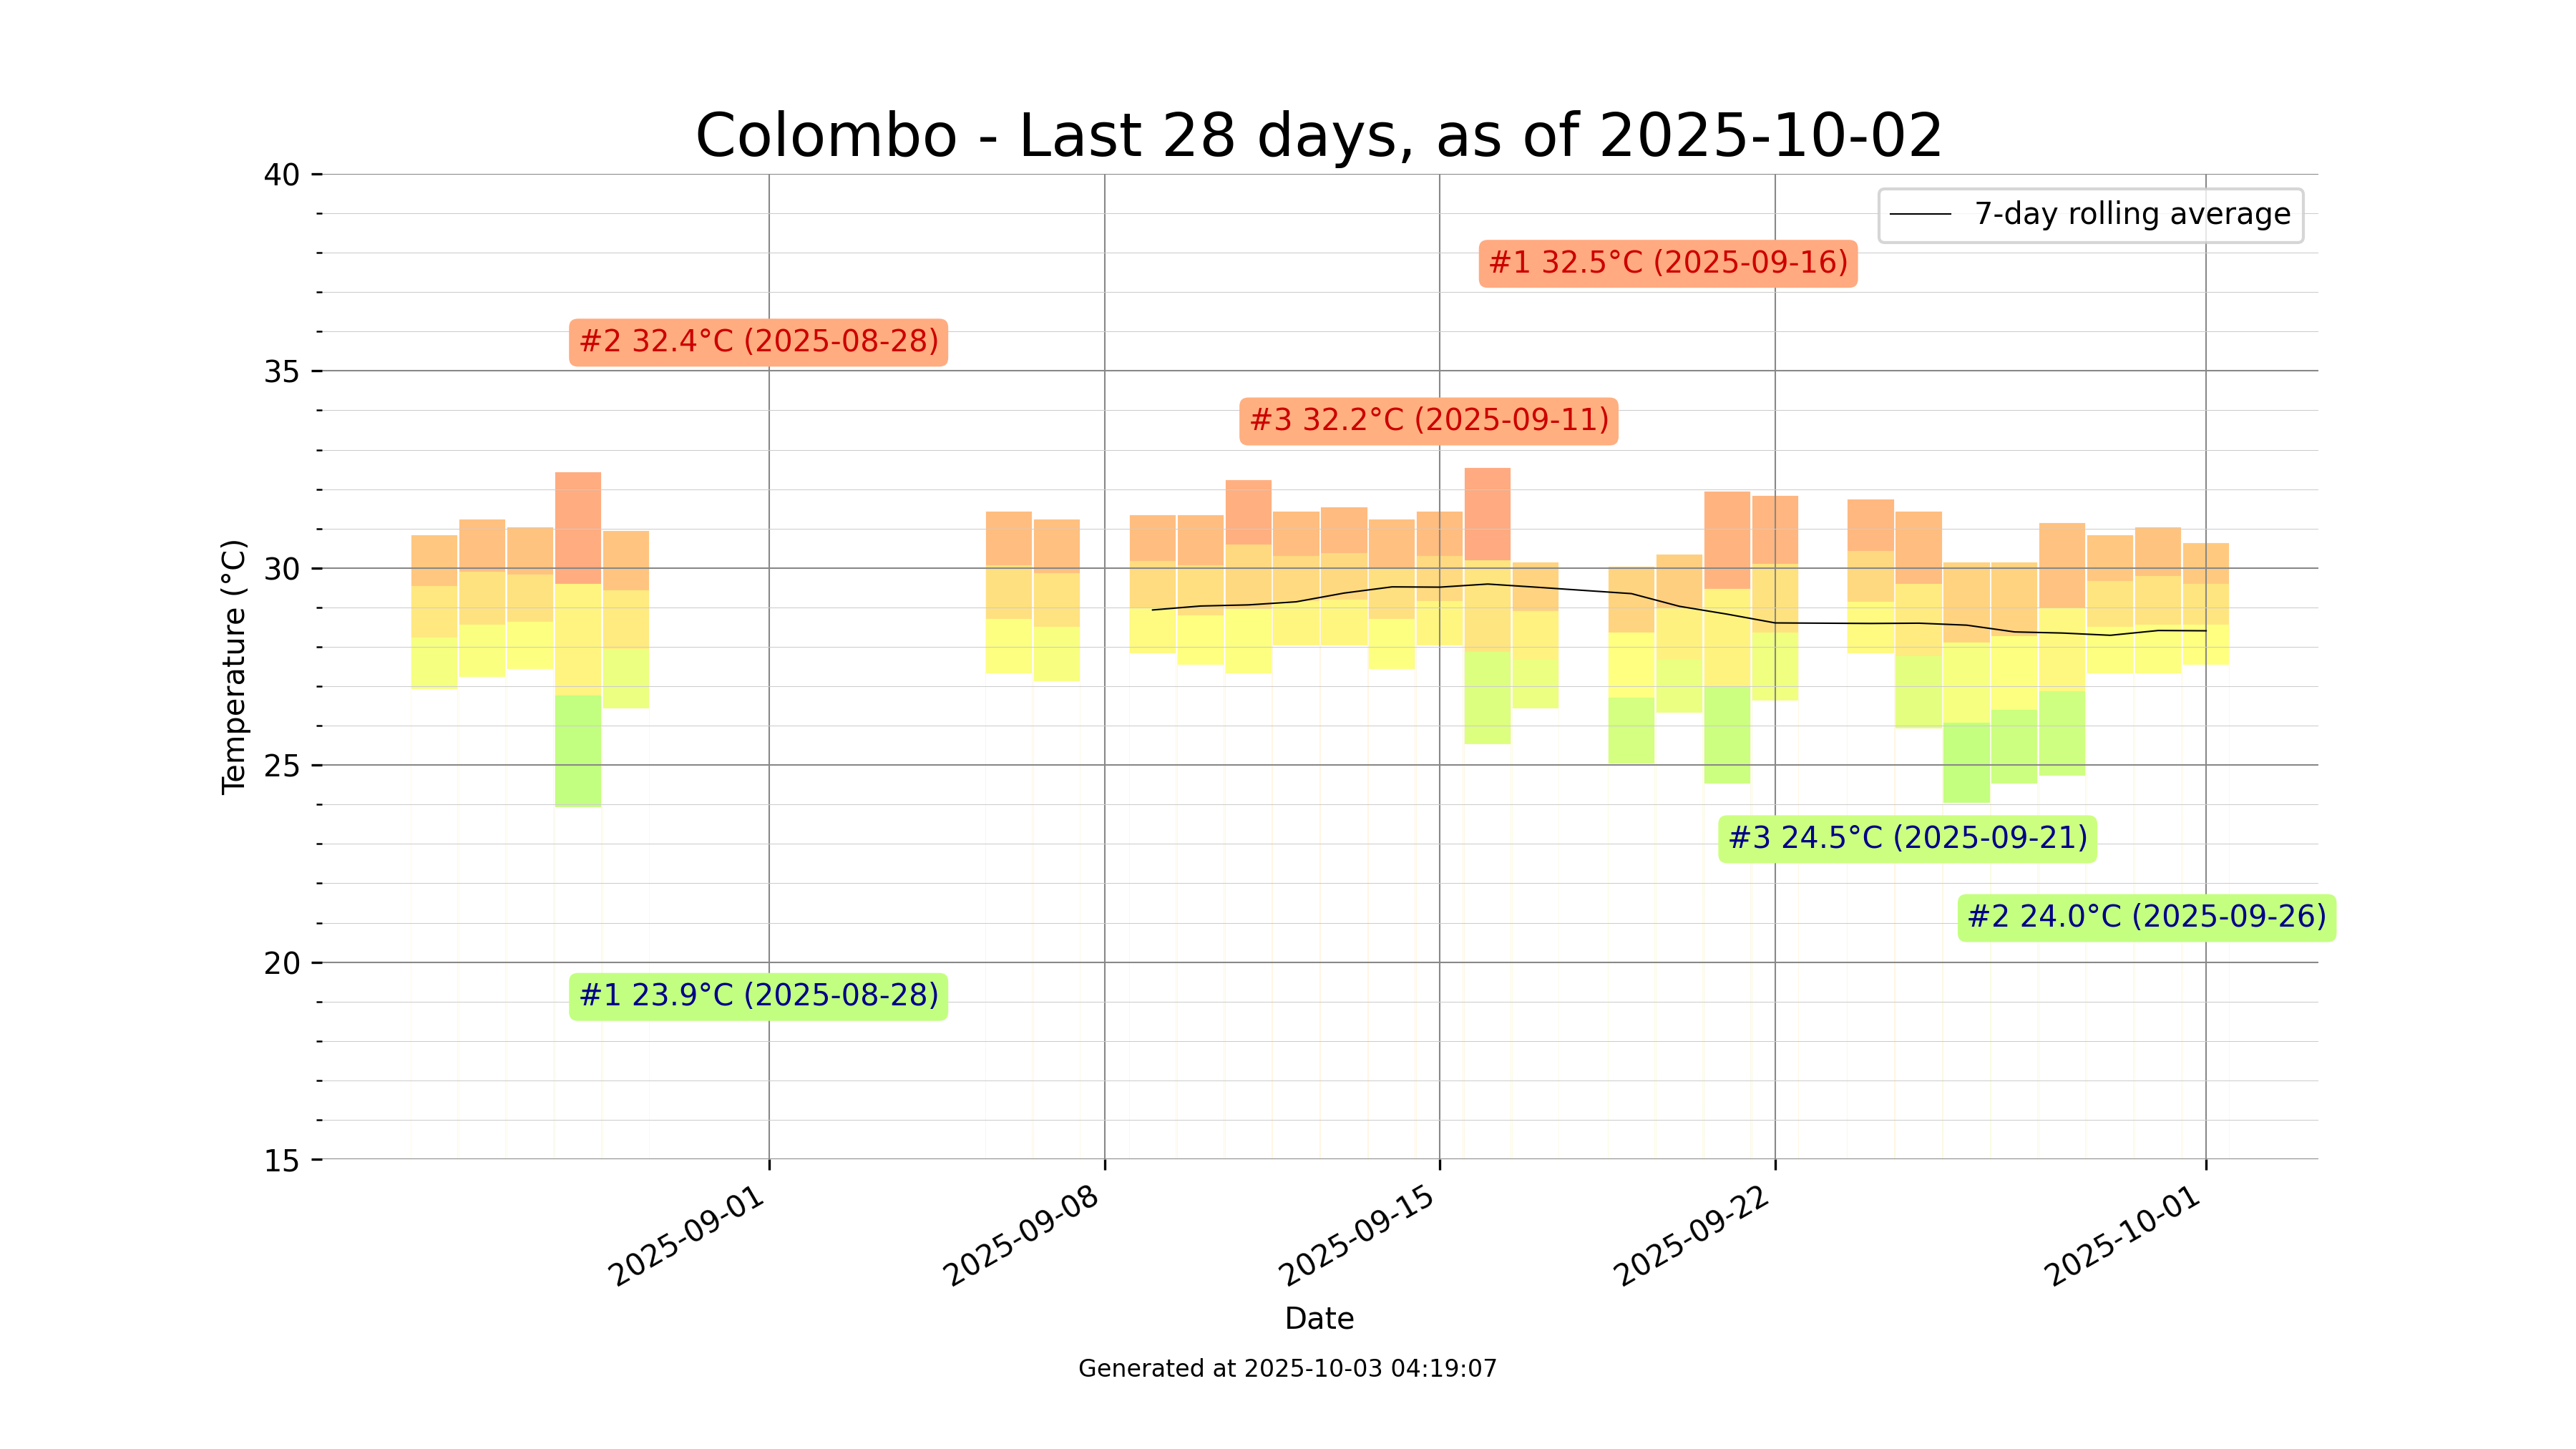 Colombo - Last 28 days, as of 2025-10-02
7-day rolling average
#1 32.5°C (2025-09-16)
#2 32.4°C (2025-08-28)
#3 32.2°C (2025-09-11)
#3 24.5°C (2025-09-21)
#2 24.0°C (2025-09-26)
#1 23.9°C (2025-08-28)
Temperature (°C)
40
35
30
25
20
15
2025-09-01
2025-09-08
2025-09-15
2025-09-22
2025-10-01
Date
Generated at 2025-10-03 04:19:07